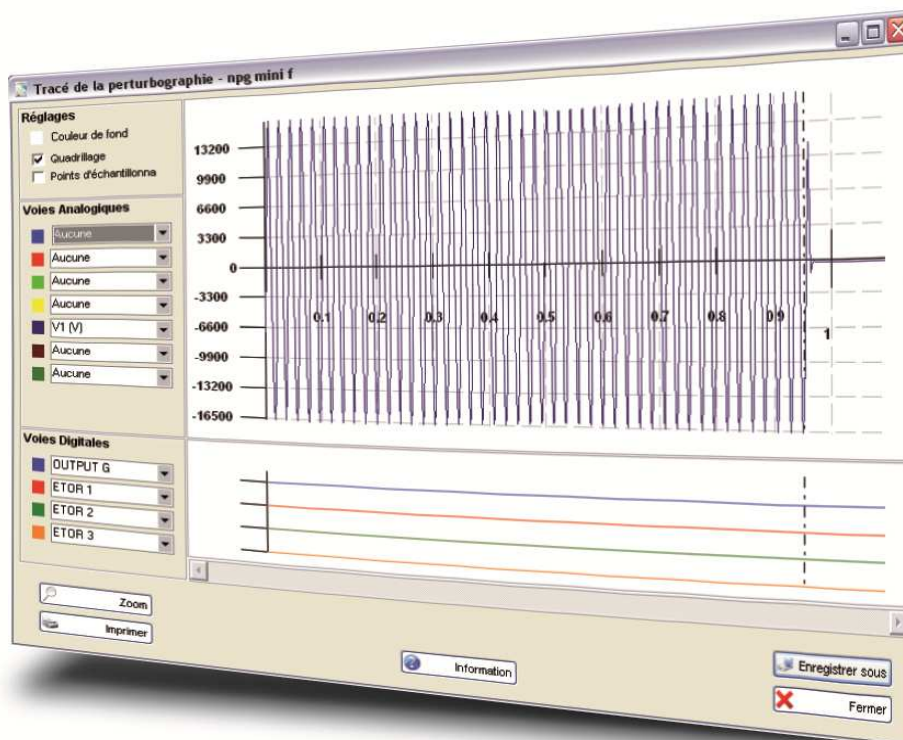 Tracé de la perturbographie - npg mini f
Réglages
Couleur de fond
Quadrillage
Points d'échantillonna
Voies Analogiques
Aucune
Aucune
Aucune
Aucune
V1 (V)
Aucune
Aucune
13200
9900
6600
3300
0
-3300
-6600
-9900
-13200
-16500
0.1 0.2 0.3 0.4 0.5 0.6 0.7 0.8 0.9 1
Voies Digitales
OUTPUT G
ETOR 1
ETOR 2
ETOR 3
Zoom
Imprimer
Information
Enregistrer sous
Fermer